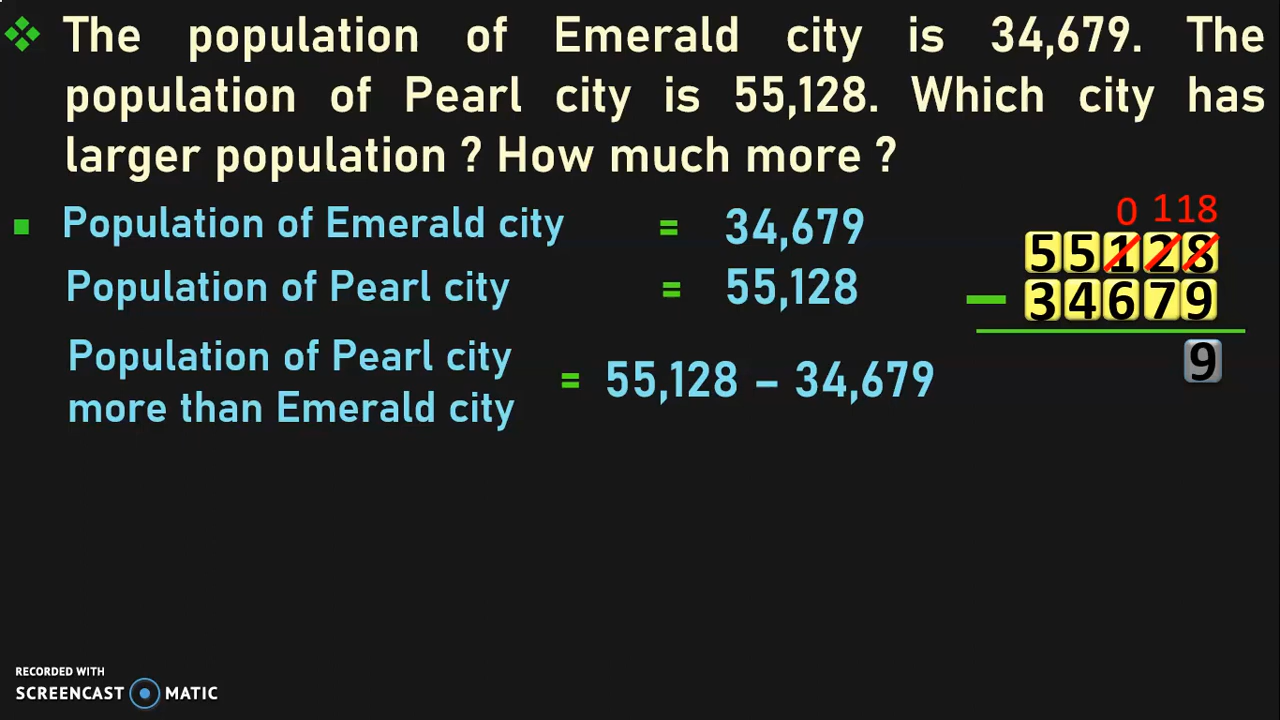 The population of Emerald city is 34,679. The
population of Pearl city is 55,128. Which city has
larger population ? How much more ?
Population of Emerald city = 34,679
Population of Pearl city = 55,128
Population of Pearl city
more than Emerald city = 55,128 – 34,679
0 118
55128
– 34679
9
RECORDED WITH
SCREENCAST MATIC